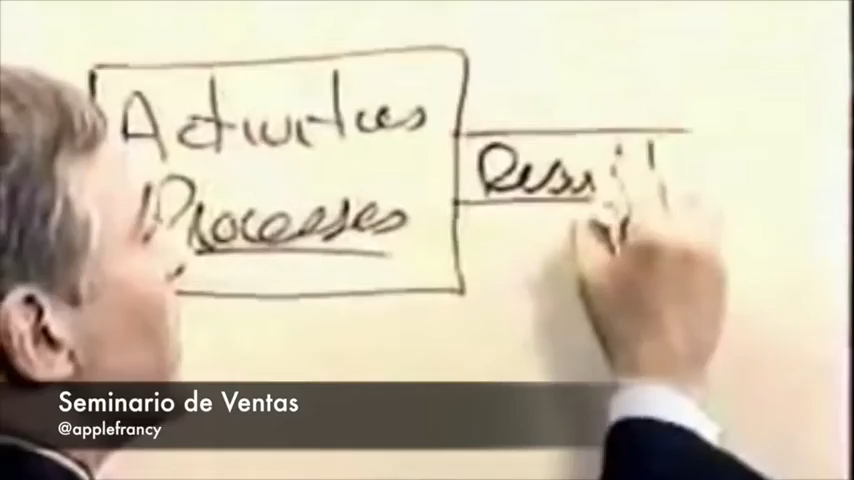 Activities
Processes
Seminario de Ventas
@applefrancy